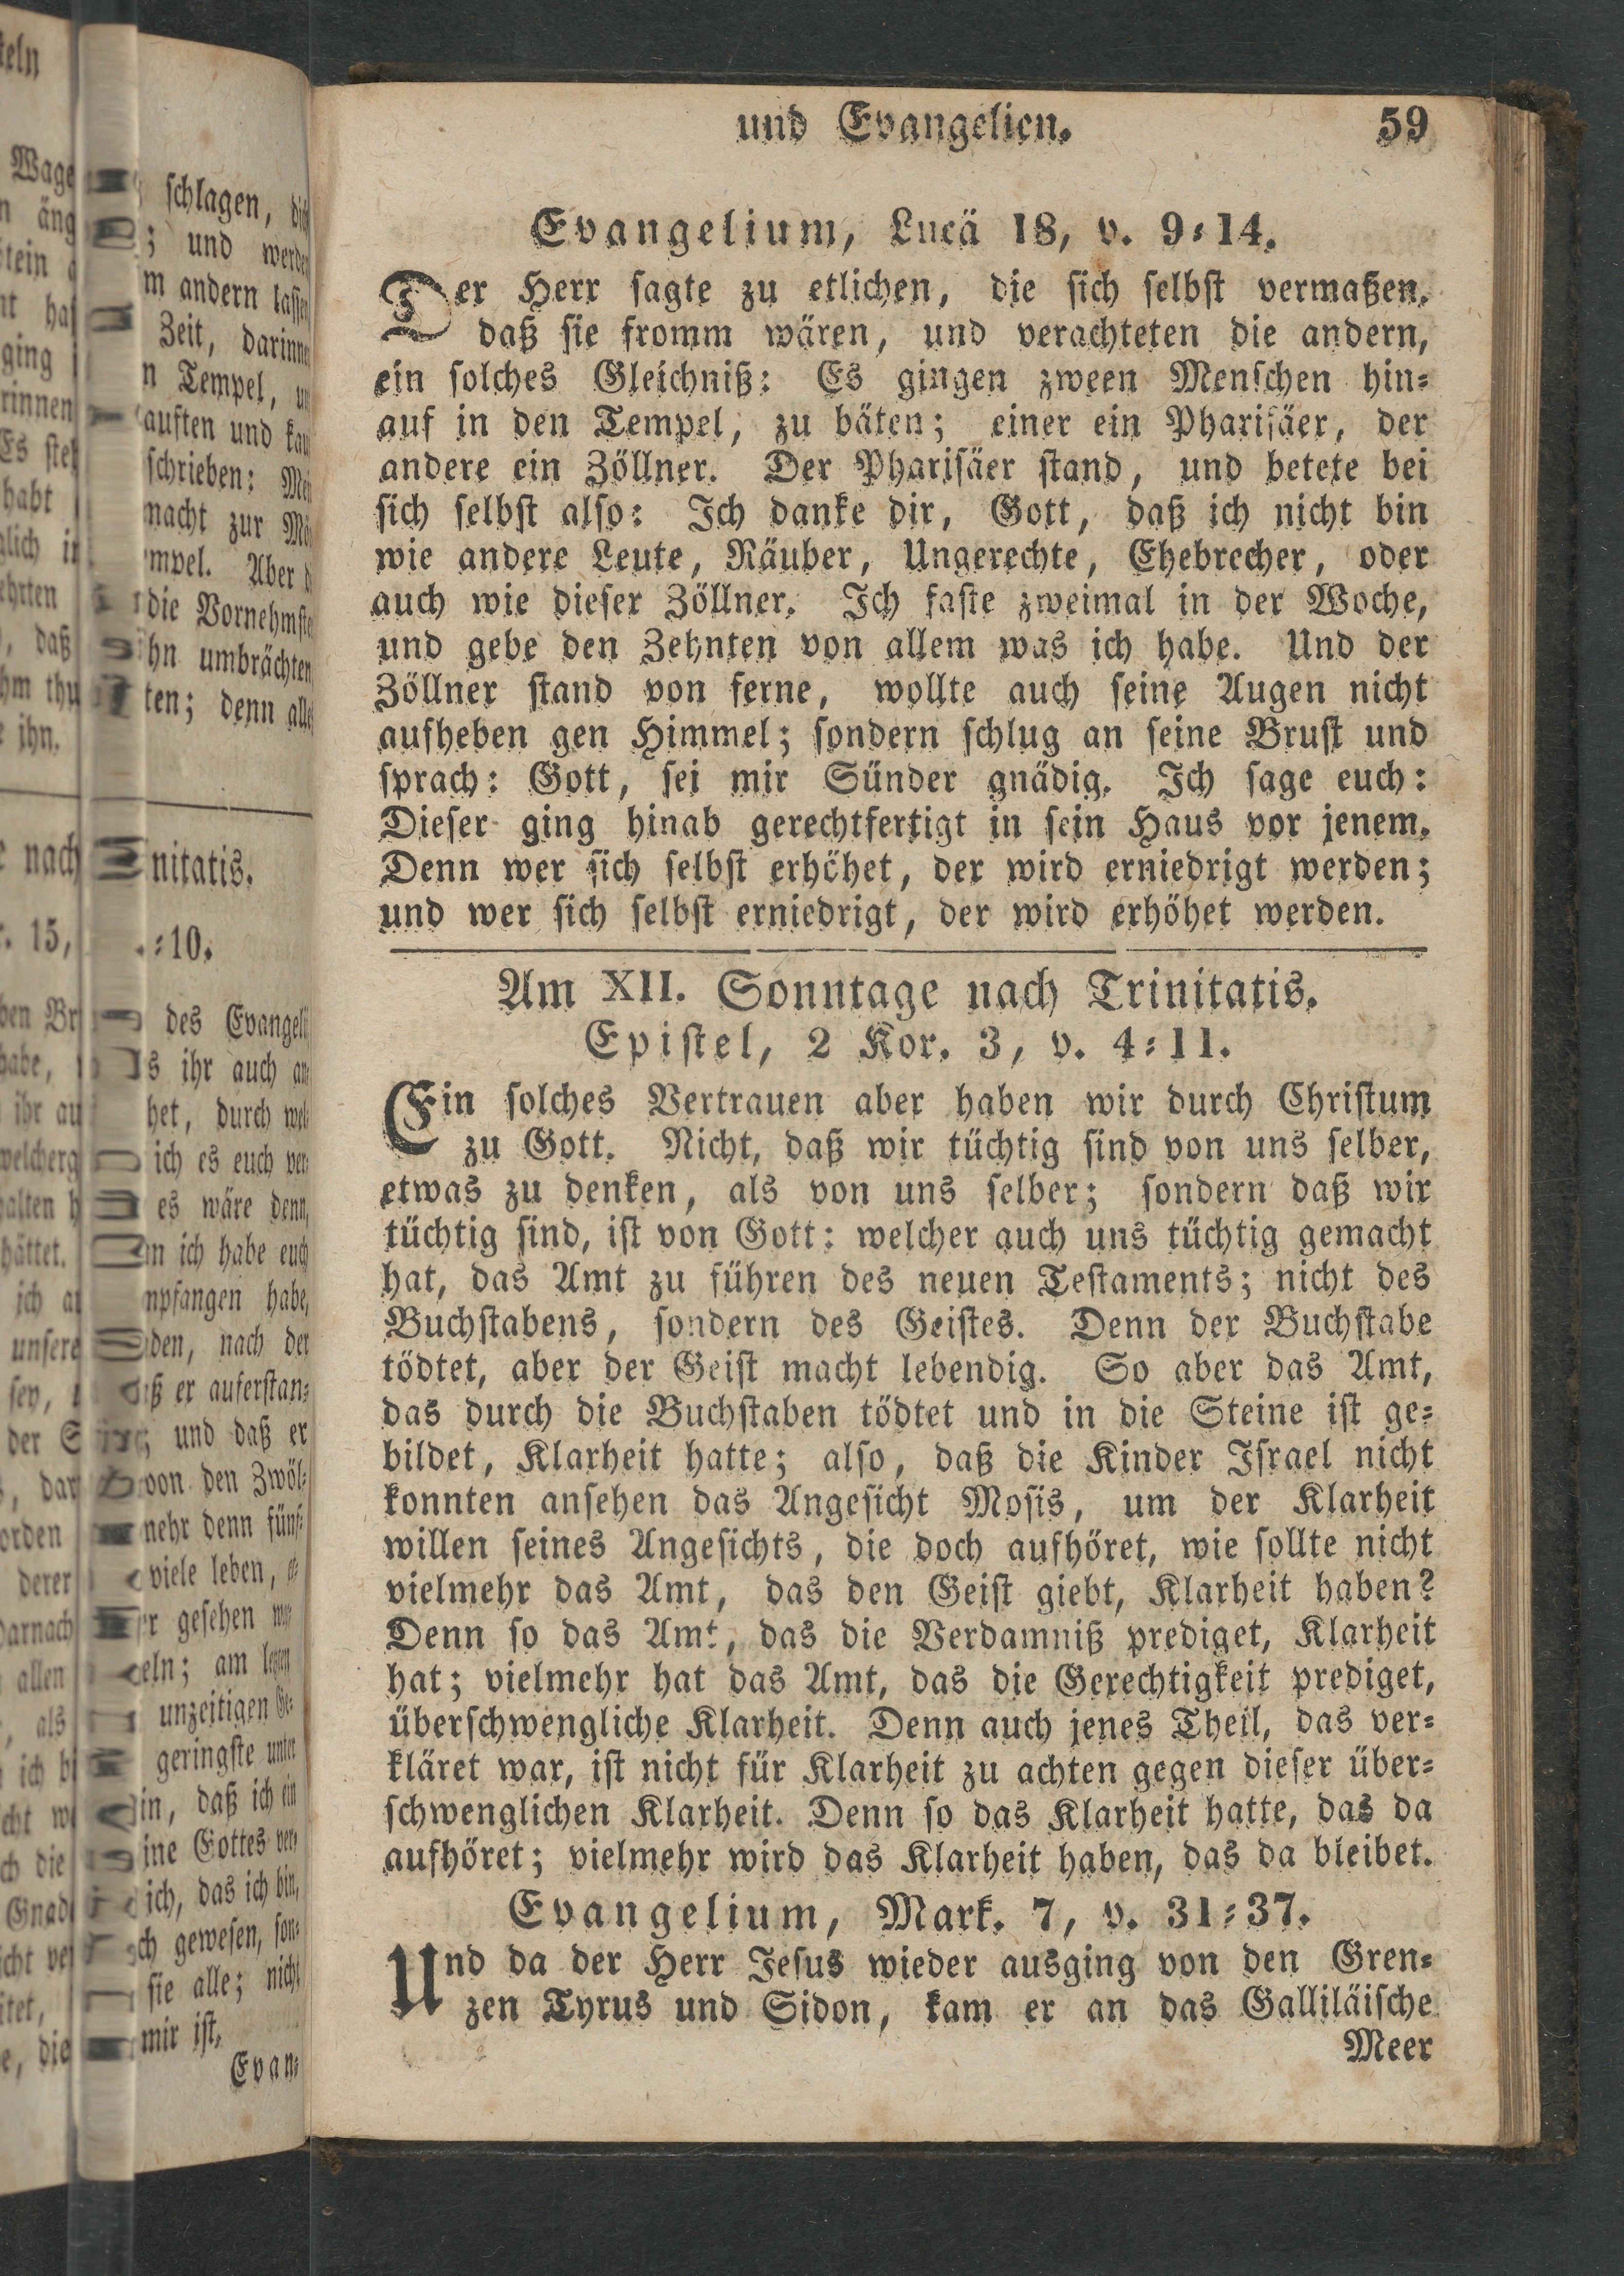 und Evangelien. 59
Evangelium, Lucä 18, v. 9=14.
Der Herr sagte zu etlichen, die sich selbst vermaßen,
daß sie fromm wären, und verachteten die andern,
ein solches Gleichniß: Es gingen zween Menschen hin=
auf in den Tempel, zu bäten; einer ein Pharisäer, der
andere ein Zöllner. Der Pharisäer stand, und betete bei
sich selbst also: Ich danke dir, Gott, daß ich nicht bin
wie andere Leute, Räuber, Ungerechte, Ehebrecher, oder
auch wie dieser Zöllner. Ich faste zweimal in der Woche,
und gebe den Zehnten von allem was ich habe. Und der
Zöllner stand von ferne, wollte auch seine Augen nicht
aufheben gen Himmel; sondern schlug an seine Brust und
sprach: Gott, sei mir Sünder gnädig. Ich sage euch:
Dieser ging hinab gerechtfertigt in sein Haus vor jenem.
Denn wer sich selbst erhöhet, der wird erniedrigt werden;
und wer sich selbst erniedrigt, der wird erhöhet werden.
Am XII. Sonntage nach Trinitatis.
Epistel, 2 Kor. 3, v. 4=11.
Ein solches Vertrauen aber haben wir durch Christum
zu Gott. Nicht, daß wir tüchtig sind von uns selber,
etwas zu denken, als von uns selber; sondern daß wir
tüchtig sind, ist von Gott: welcher auch uns tüchtig gemacht
hat, das Amt zu führen des neuen Testaments; nicht des
Buchstabens, sondern des Geistes. Denn der Buchstabe
tödtet, aber der Geist macht lebendig. So aber das Amt,
das durch die Buchstaben tödtet und in die Steine ist ge=
bildet, Klarheit hatte; also, daß die Kinder Israel nicht
konnten ansehen das Angesicht Mosis, um der Klarheit
willen seines Angesichts, die doch aufhöret, wie sollte nicht
vielmehr das Amt, das den Geist giebt, Klarheit haben?
Denn so das Amt, das die Verdamniß prediget, Klarheit
hat; vielmehr hat das Amt, das die Gerechtigkeit prediget,
überschwengliche Klarheit. Denn auch jenes Theil, das ver=
kläret war, ist nicht für Klarheit zu achten gegen dieser über=
schwenglichen Klarheit. Denn so das Klarheit hatte, das da
aufhöret; vielmehr wird das Klarheit haben, das da bleibet.
Evangelium, Mark. 7, v. 31=37.
Und da der Herr Jesus wieder ausging von den Gren=
zen Tyrus und Sidon, kam er an das Galliläische
Meer